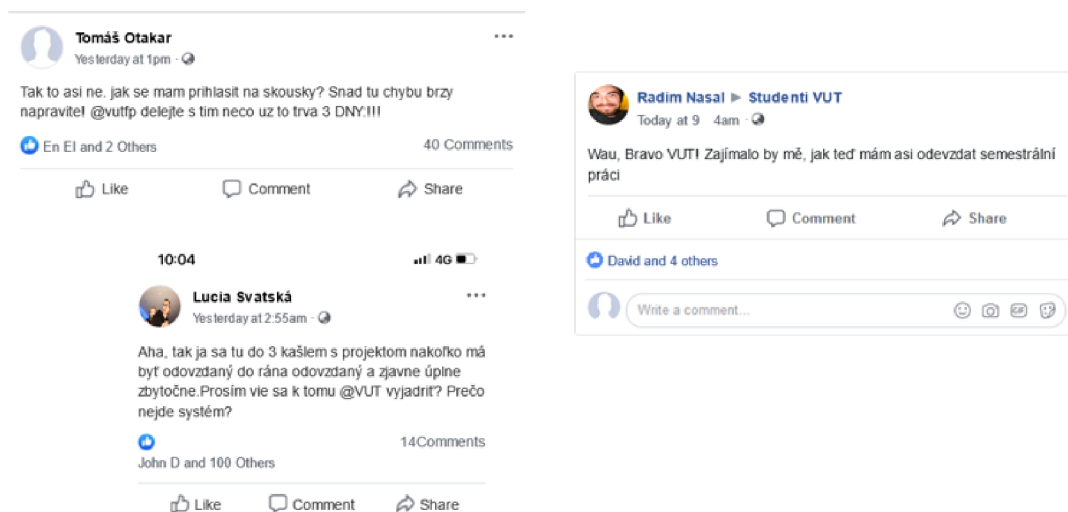 Tomáš Otakar
Yesterday at 1pm ·
Tak to asi ne. jak se mam prihlasit na skousky? Snad tu chybu brzy
napravite! @vutfp delejte s tim neco uz to trva 3 DNY!!!!
En El and 2 Others 40 Comments
Like Comment Share
10:04 4G
Lucia Svatská
Yesterday at 2:55am ·
Aha, tak ja sa tu do 3 kašlem s projektom nakoľko má
byť odovzdaný do rána odovzdaný a zjavne úplne
zbytočne.Prosím vie sa k tomu @VUT vyjadriť? Prečo
nejde systém?
14Comments
John D and 100 Others
Like Comment Share
Radim Nasal ▶ Studenti VUT
Today at 9 4am ·
Wau, Bravo VUT! Zajímalo by mě, jak teď mám asi odevzdat semestrální
práci
Like Comment Share
David and 4 others
Write a comment... GIF